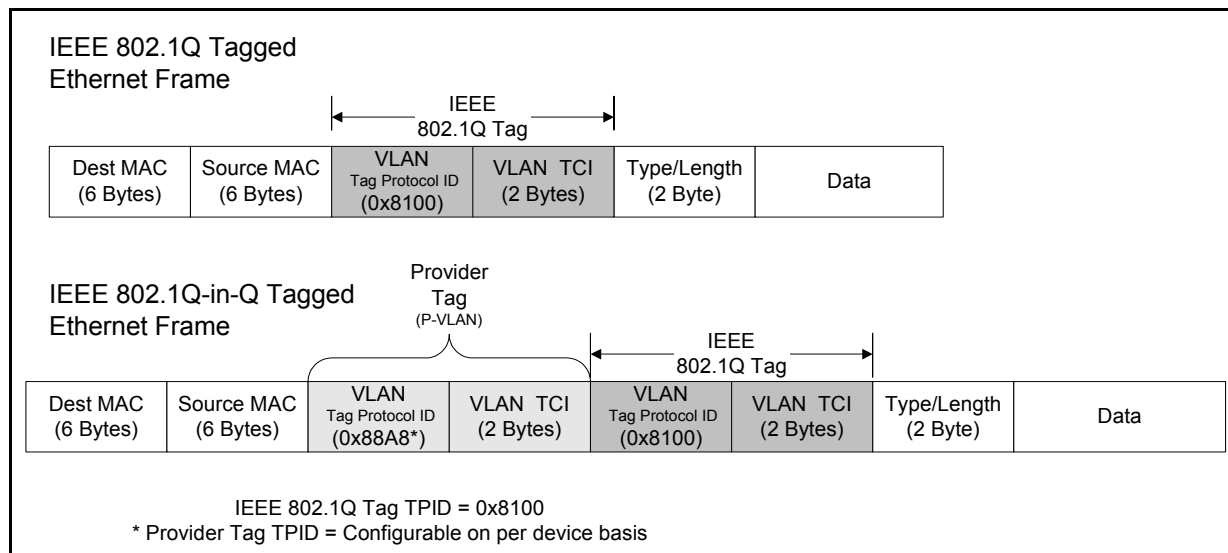 IEEE 802.1Q Tagged
Ethernet Frame
IEEE
802.1Q Tag
Dest MAC
(6 Bytes)
Source MAC
(6 Bytes)
VLAN
Tag Protocol ID
(0x8100)
VLAN TCI
(2 Bytes)
Type/Length
(2 Byte)
Data
Provider
Tag
(P-VLAN)
IEEE 802.1Q-in-Q Tagged
Ethernet Frame
IEEE
802.1Q Tag
Dest MAC
(6 Bytes)
Source MAC
(6 Bytes)
VLAN
Tag Protocol ID
(0x88A8*)
VLAN TCI
(2 Bytes)
VLAN
Tag Protocol ID
(0x8100)
VLAN TCI
(2 Bytes)
Type/Length
(2 Byte)
Data
IEEE 802.1Q Tag TPID = 0x8100
* Provider Tag TPID = Configurable on per device basis